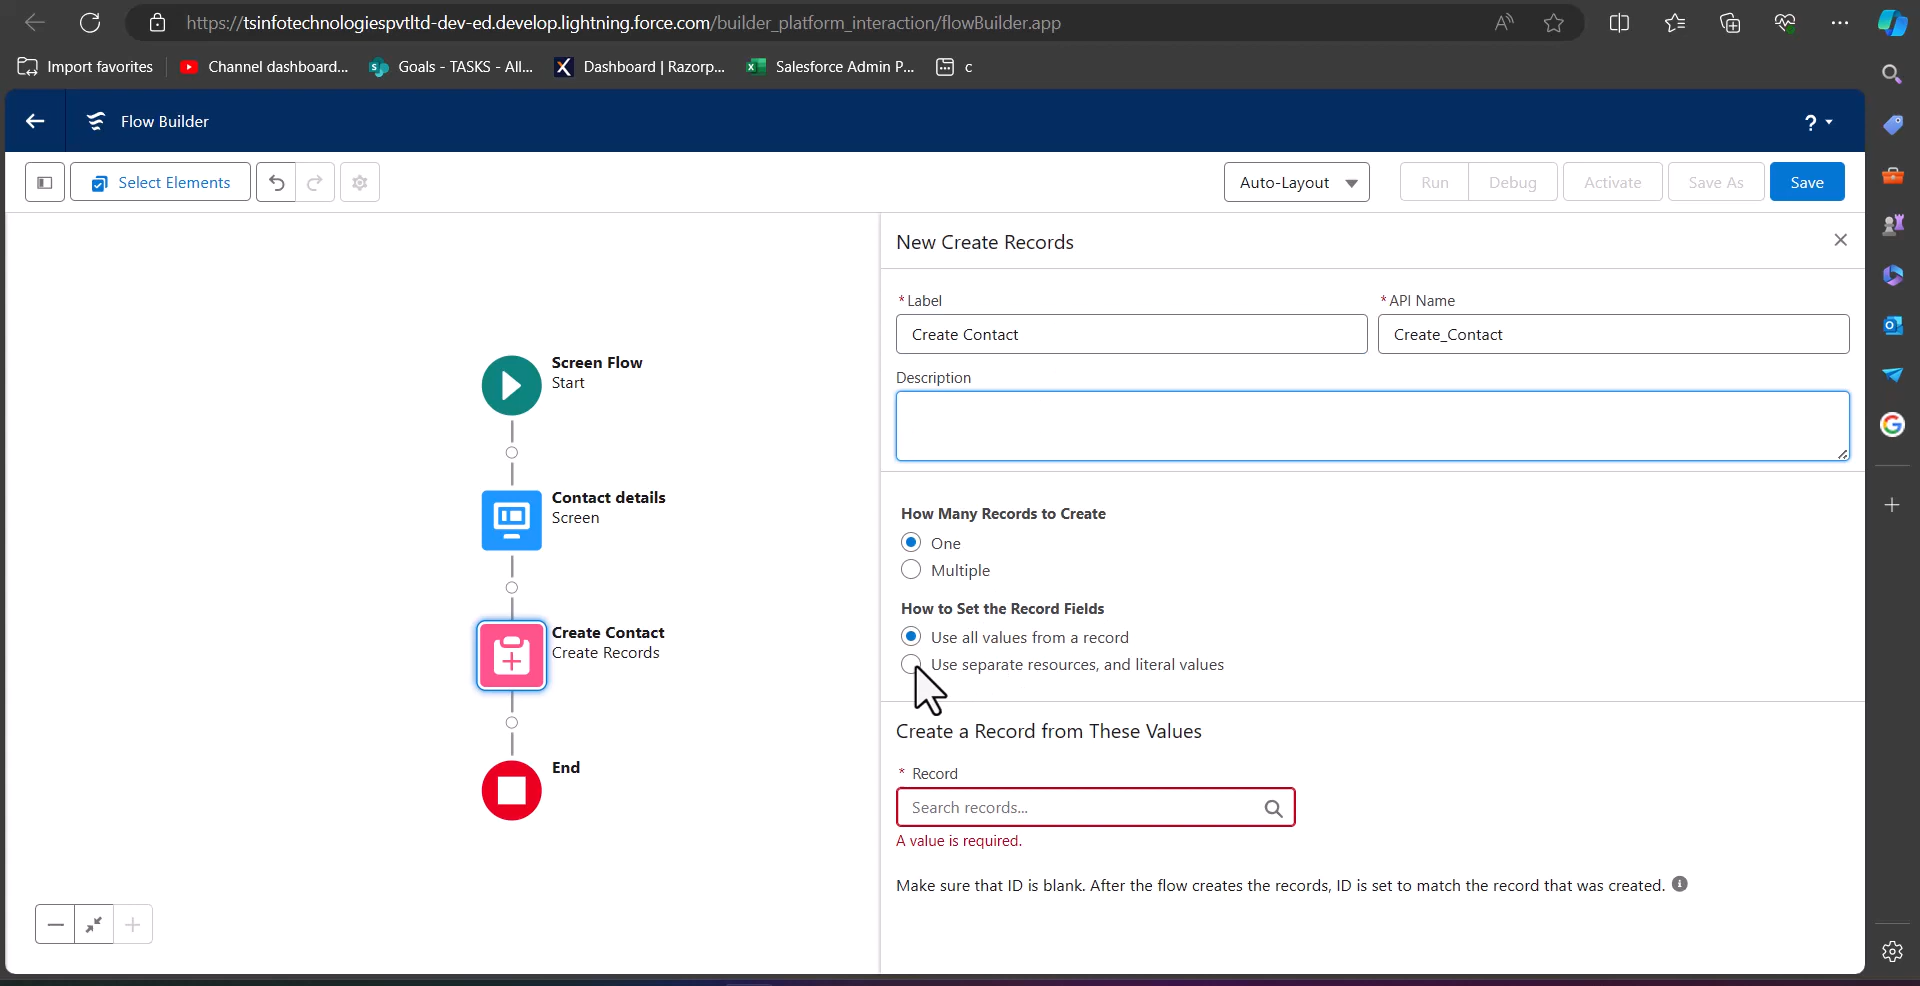 https://tsinfotechnologiespvtltd-dev-ed.develop.lightning.force.com/builder_platform_interaction/flowBuilder.app
Import favorites
Channel dashboard...
Goals - TASKS - All...
Dashboard | Razorp...
Salesforce Admin P...
c
Flow Builder
?
Select Elements
Auto-Layout
Run
Debug
Activate
Save As
Save
Screen Flow
Start
Contact details
Screen
Create Contact
Create Records
End
New Create Records
* Label
* API Name
Create Contact
Create_Contact
Description
How Many Records to Create
One
Multiple
How to Set the Record Fields
Use all values from a record
Use separate resources, and literal values
Create a Record from These Values
* Record
Search records...
A value is required.
Make sure that ID is blank. After the flow creates the records, ID is set to match the record that was created.